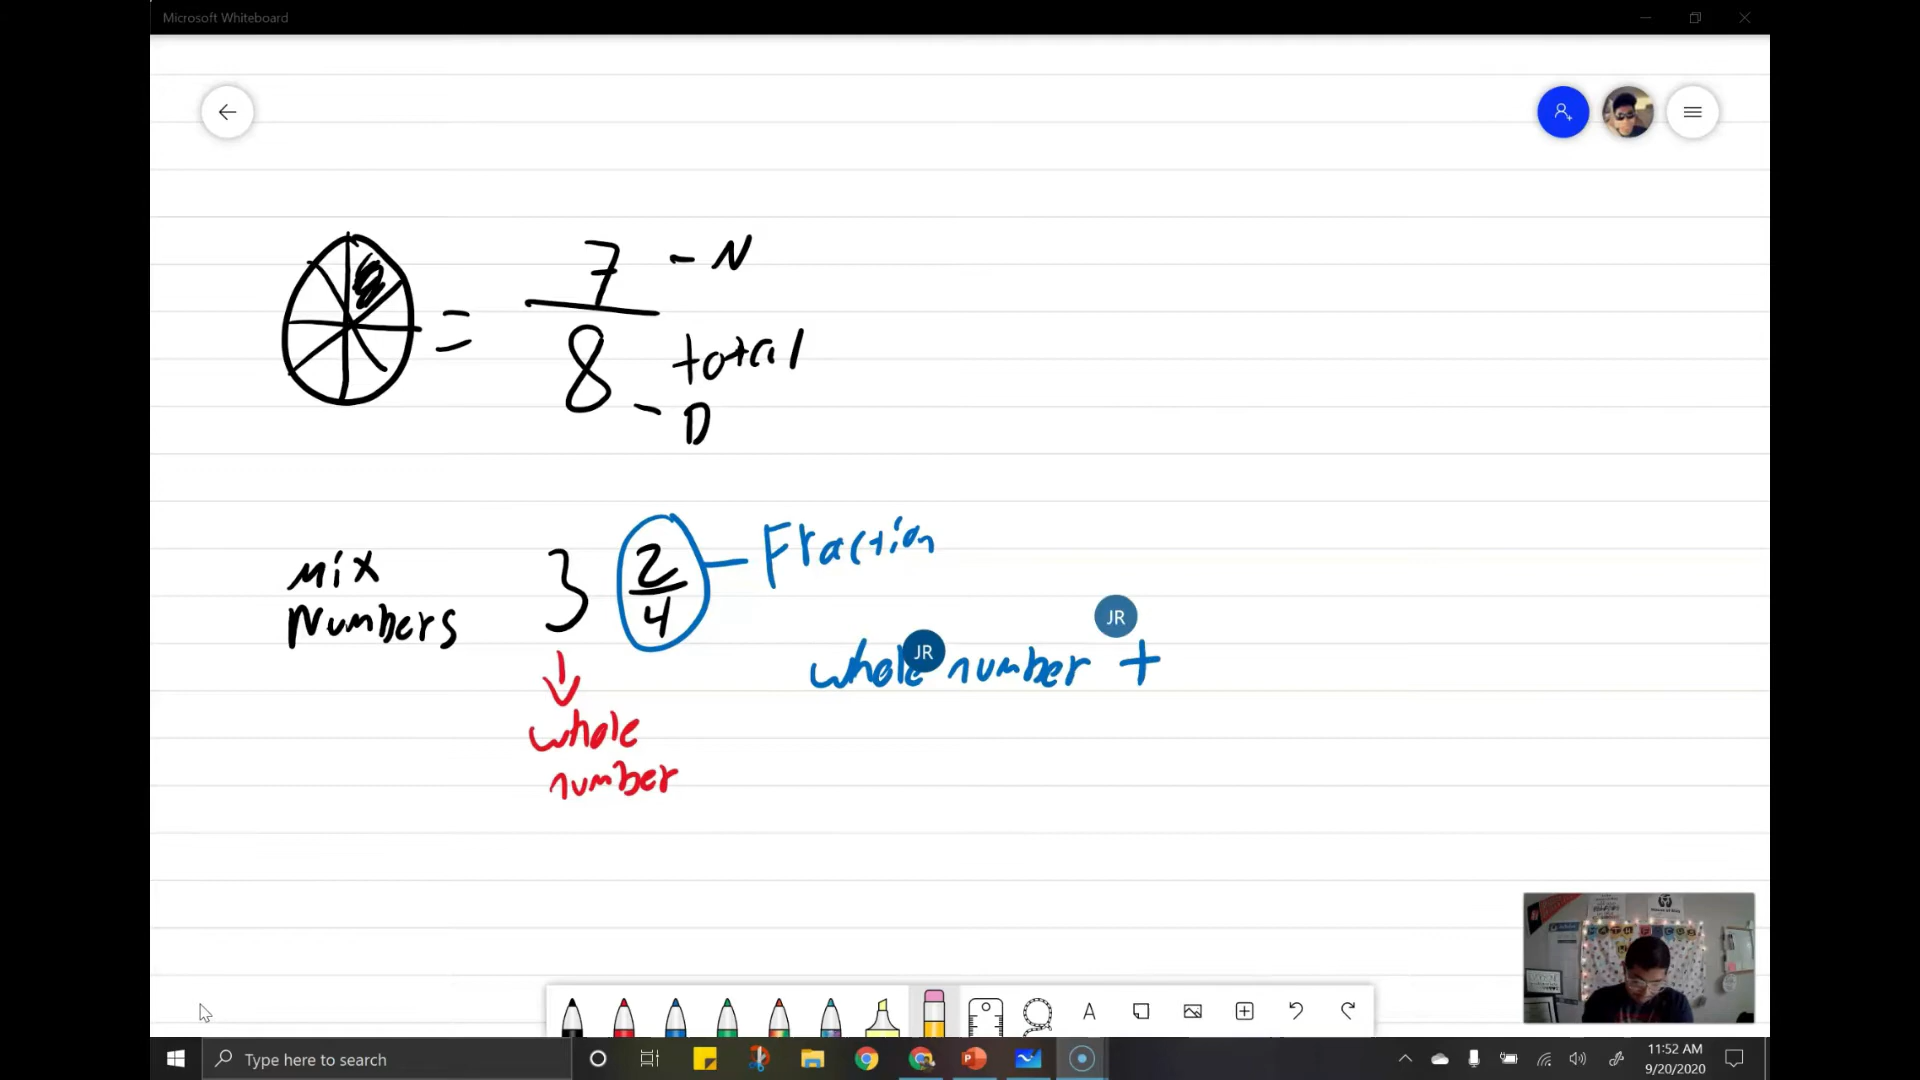 Microsoft Whiteboard
= 7/8
- N
total
- D
Mix
Numbers
3 2/4
- Fraction
JR
JR
whole number +
whole
number
Type here to search
11:52 AM
9/20/2020